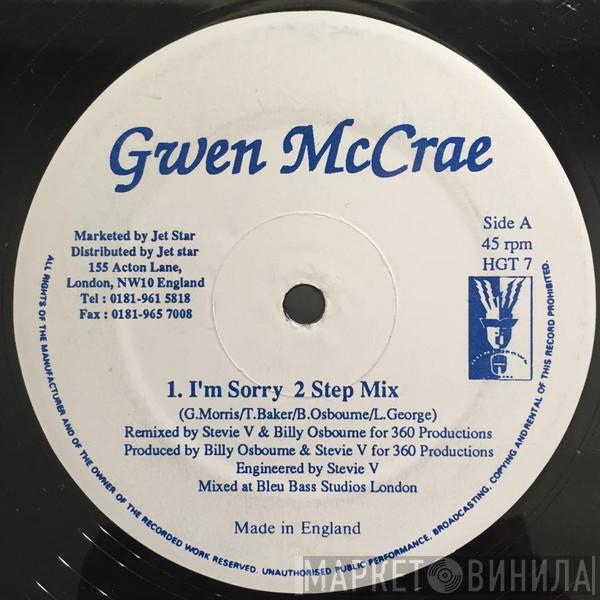 Gwen McCrae
Marketed by Jet Star
Distributed by Jet star
155 Acton Lane,
London, NW10 England
Tel : 0181-961 5818
Fax : 0181-965 7008
Side A
45 rpm
HGT 7
1. I'm Sorry 2 Step Mix
(G.Morris/T.Baker/B.Osbourne/L.George)
Remixed by Stevie V & Billy Osbourne for 360 Productions
Produced by Billy Osbourne & Stevie V for 360 Productions
Engineered by Stevie V
Mixed at Bleu Bass Studios London
Made in England
ALL RIGHTS OF THE MANUFACTURER AND OF THE OWNER OF THE RECORDED WORK RESERVED. UNAUTHORISED PUBLIC PERFORMANCE, BROADCASTING, COPYING AND RENTAL OF THIS RECORD PROHIBITED.
МАРКЕТ ВИНИЛА